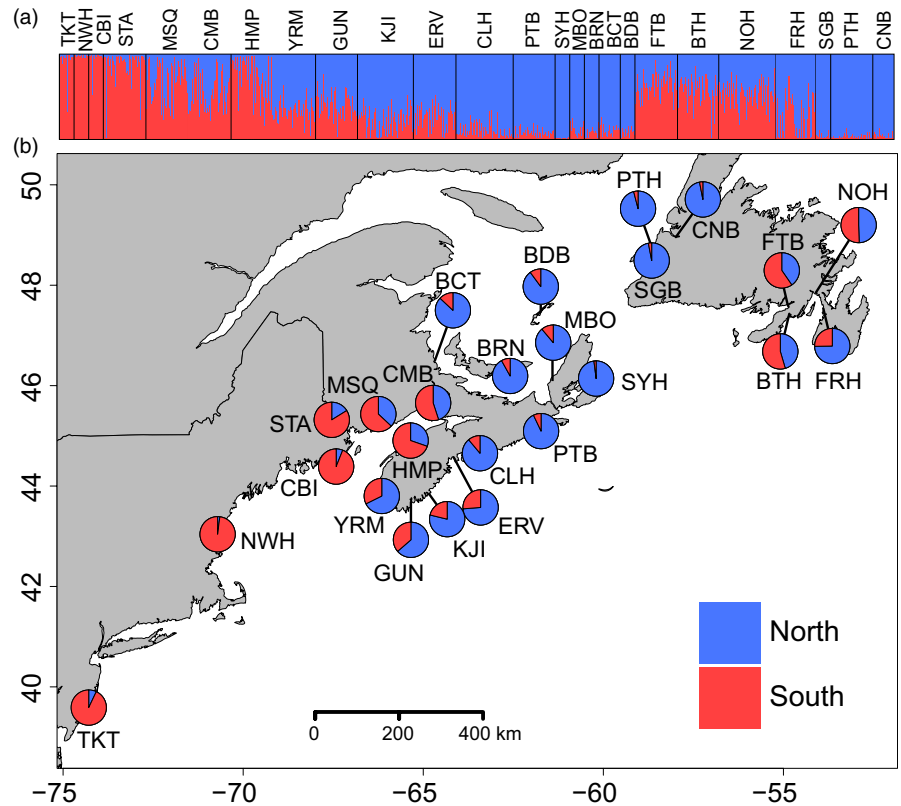 (a)
TKT NWH CBI STA MSQ CMB HMP YRM GUN KJI ERV CLH PTB SYH MBO BRN BCT BDB FTB BTH NOH FRH SGB PTH CNB
(b)
50
PTH
NOH
CNB
FTB
48
BDB
SGB
BCT
MBO
BRN
46
CMB
MSQ
SYH
STA
BTH
FRH
PTB
HMP
CLH
44
CBI
YRM
ERV
NWH
KJI
GUN
42
North
40
South
TKT
0 200 400 km
−75 −70 −65 −60 −55